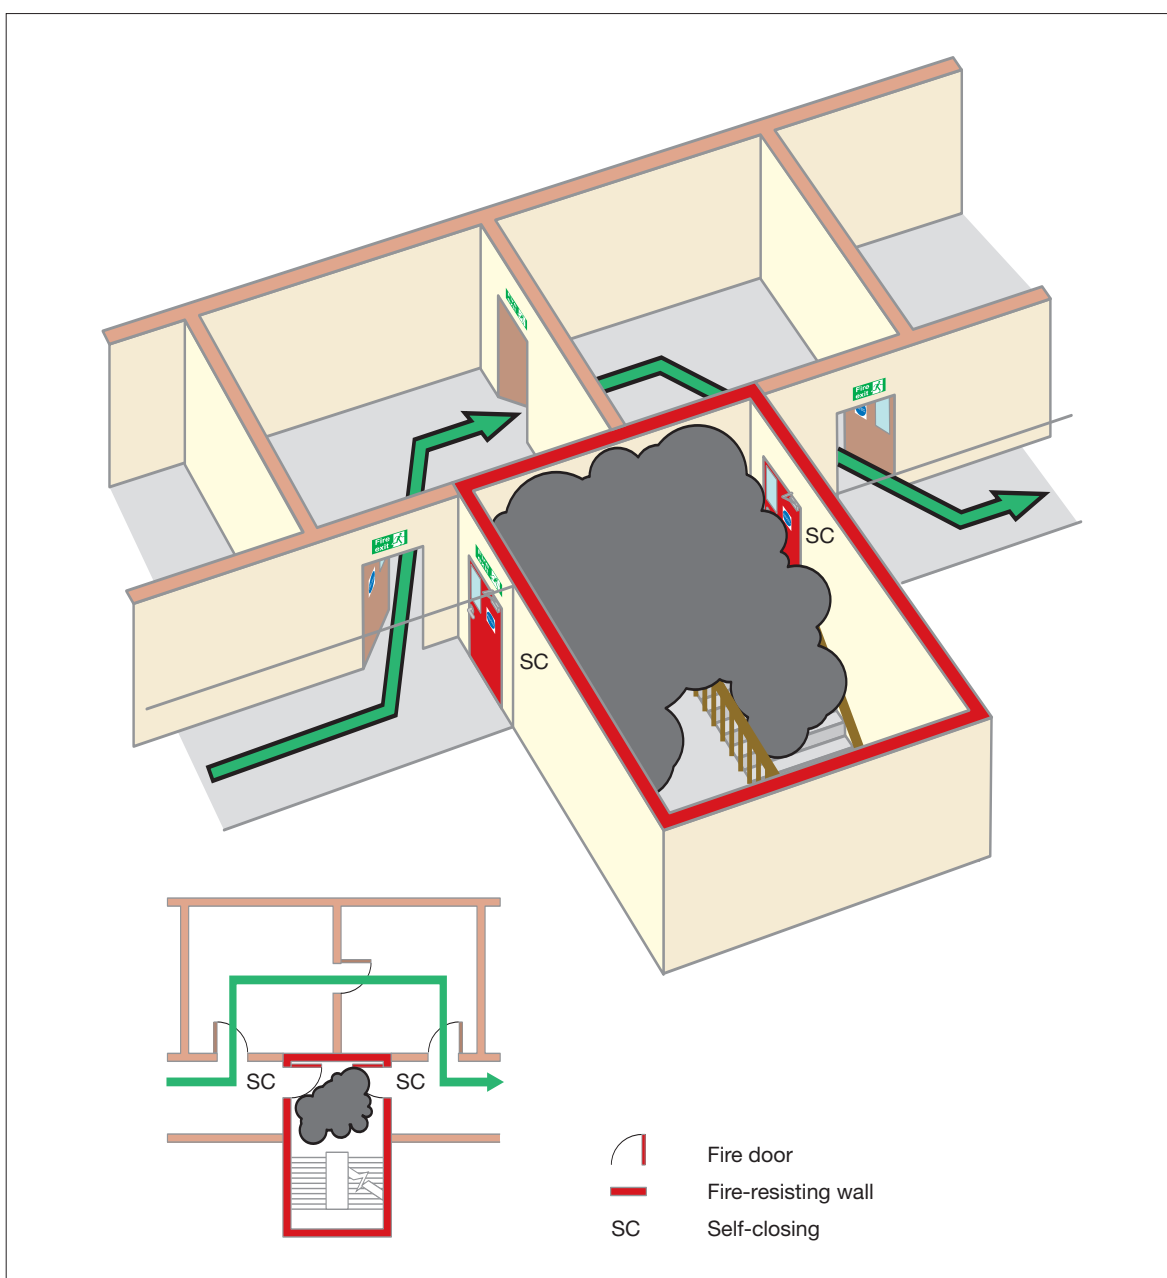 Fire
exit
Fire
exit
SC
SC
SC
SC
Fire door
Fire-resisting wall
SC
Self-closing